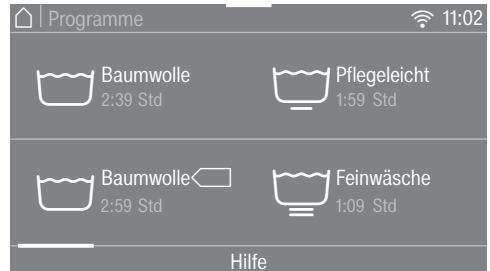 Programme 11:02
Baumwolle Pflegeleicht
2:39 Std 1:59 Std
Baumwolle Feinwäsche
2:59 Std 1:09 Std
Hilfe